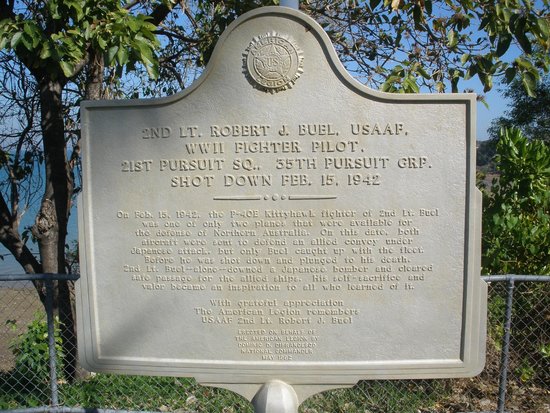 2ND LT. ROBERT J. BUEL, USAAF,
WWII FIGHTER PILOT,
21ST PURSUIT SQ., 35TH PURSUIT GRP.
SHOT DOWN FEB. 15, 1942
On Feb. 15, 1942, the P-40E Kittyhawk fighter of 2nd Lt. Buel
was one of only two planes that were available for
the defense of Northern Australia. On this date, both
aircraft were sent to defend an allied convoy under
Japanese attack, but only Buel caught up with the fleet.
Before he was shot down and plunged to his death,
2nd Lt. Buel—alone—downed a Japanese bomber and cleared
safe passage for the allied ships. His self-sacrifice and
valor became an inspiration to all who learned of it.
With grateful appreciation
The American Legion remembers
USAAF 2nd Lt. Robert J. Buel
ERECTED ON BEHALF OF
THE AMERICAN LEGION BY
DOMINIC D. DIFRANCESCO
NATIONAL COMMANDER
MAY 1992